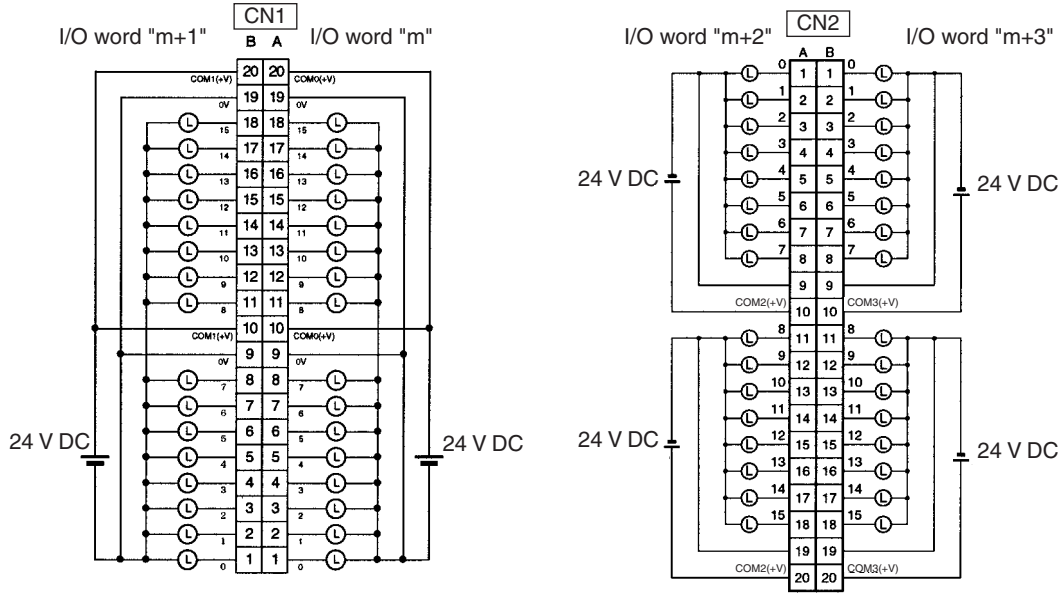 CN1
I/O word "m+1" B A I/O word "m"
COM1(+V) 20 20 COM0(+V)
0V 19 19 0V
L 15 18 18 15 L
L 14 17 17 14 L
L 13 16 16 13 L
L 12 15 15 12 L
L 11 14 14 11 L
L 10 13 13 10 L
L 9 12 12 9 L
L 8 11 11 8 L
COM1(+V) 10 10 COM0(+V)
0V 9 9 0V
L 7 8 8 7 L
L 6 7 7 6 L
L 5 6 6 5 L
24 V DC L 4 5 5 4 L 24 V DC
L 3 4 4 3 L
L 2 3 3 2 L
L 1 2 2 1 L
L 0 1 1 0 L
CN2
I/O word "m+2" A B I/O word "m+3"
L 0 1 1 0 L
L 1 2 2 1 L
L 2 3 3 2 L
L 3 4 4 3 L
24 V DC L 4 5 5 4 L 24 V DC
L 5 6 6 5 L
L 6 7 7 6 L
L 7 8 8 7 L
9 9
COM2(+V) 10 10 COM3(+V)
L 8 11 11 8 L
L 9 12 12 9 L
L 10 13 13 10 L
L 11 14 14 11 L
24 V DC L 12 15 15 12 L 24 V DC
L 13 16 16 13 L
L 14 17 17 14 L
L 15 18 18 15 L
19 19
COM2(+V) 20 20 COM3(+V)